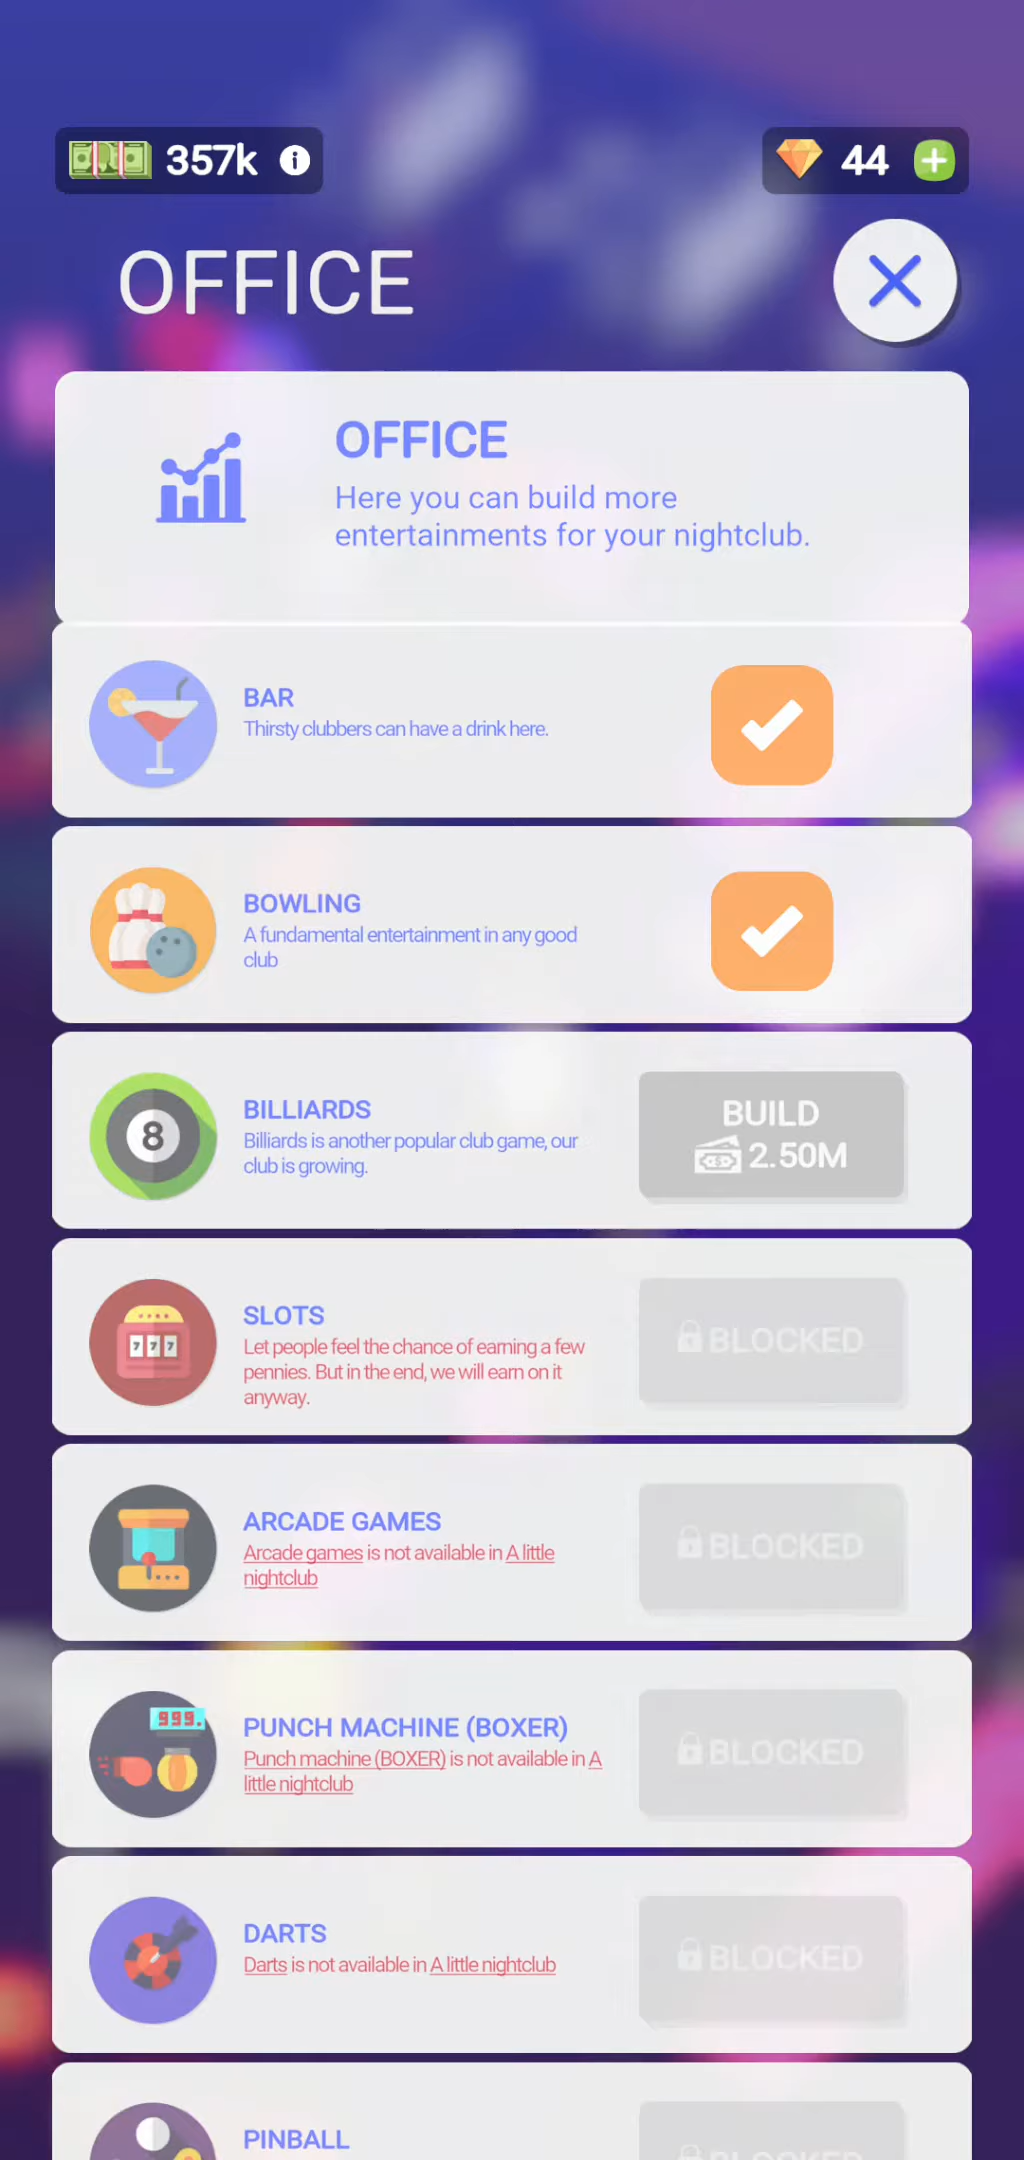 357k
44
OFFICE
OFFICE
Here you can build more
entertainments for your nightclub.
BAR
Thirsty clubbers can have a drink here.
BOWLING
A fundamental entertainment in any good
club
BILLIARDS
Billiards is another popular club game, our
club is growing.
BUILD
2.50M
8
SLOTS
Let people feel the chance of earning a few
pennies. But in the end, we will earn on it
anyway.
BLOCKED
777
ARCADE GAMES
Arcade games is not available in A little
nightclub
BLOCKED
999.
PUNCH MACHINE (BOXER)
Punch machine (BOXER) is not available in A
little nightclub
BLOCKED
DARTS
Darts is not available in A little nightclub
BLOCKED
PINBALL
BLOCKED